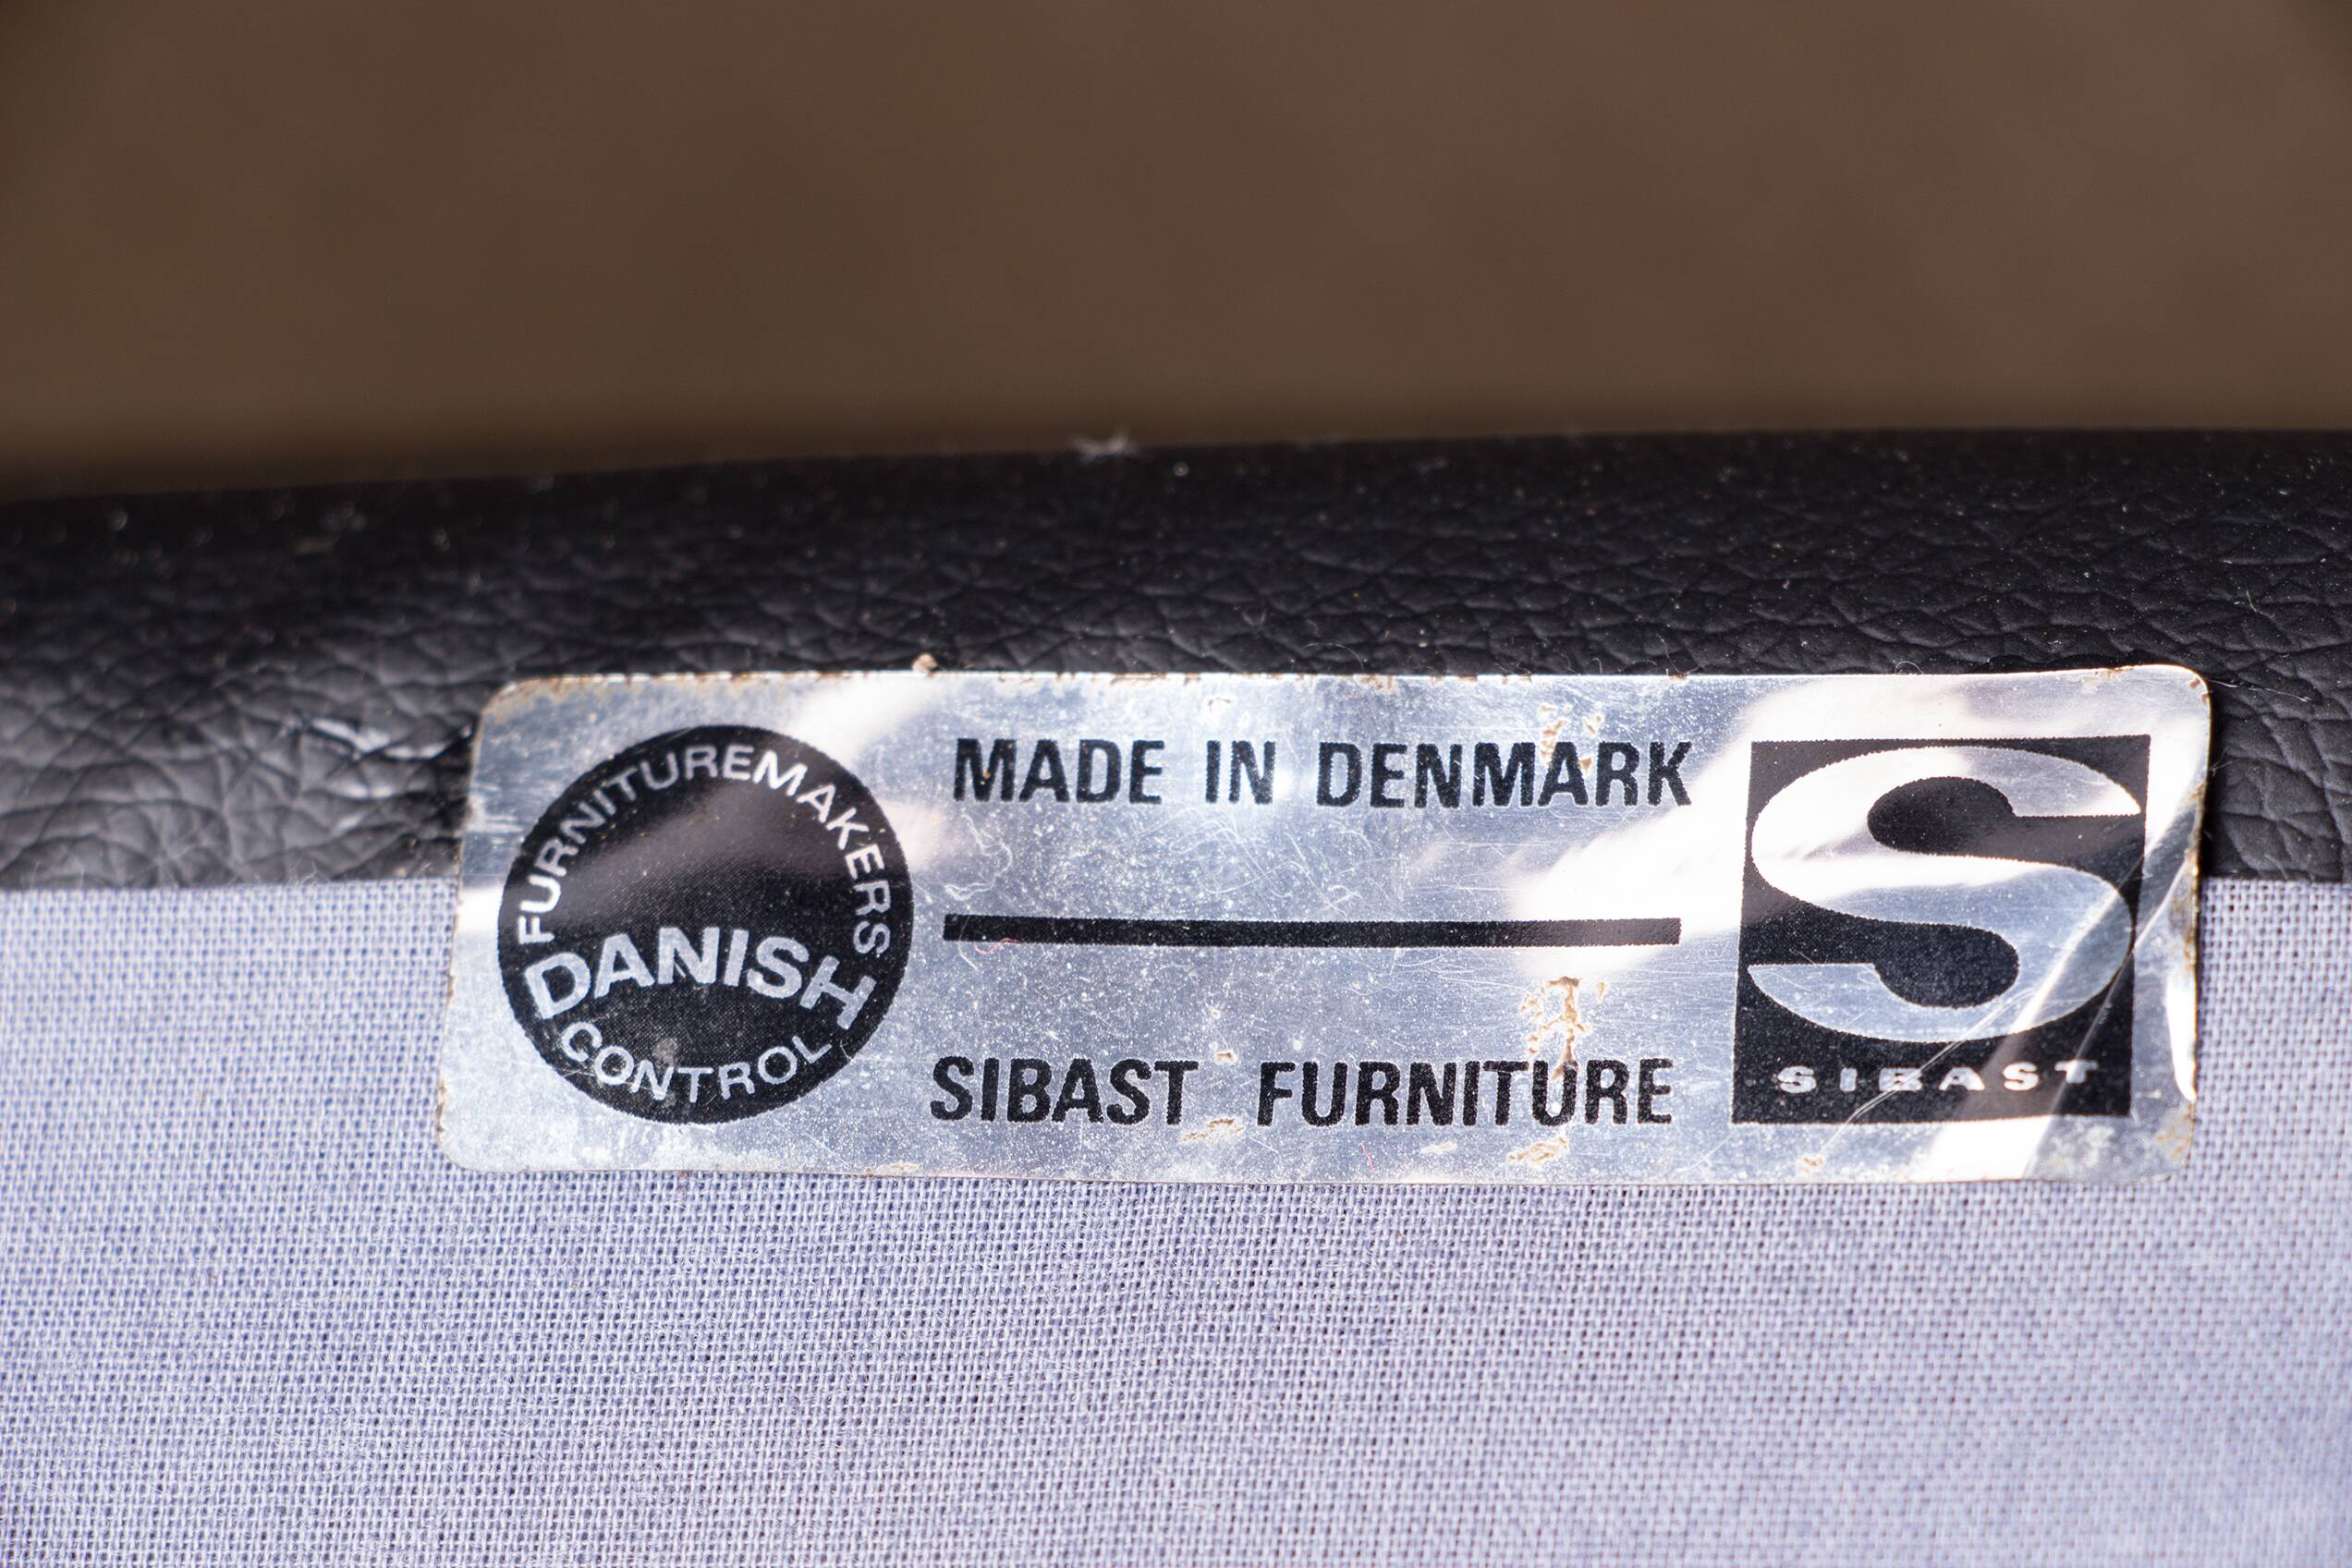 FURNITUREMAKERS
DANISH
CONTROL
MADE IN DENMARK
SIBAST FURNITURE
S
SIBAST